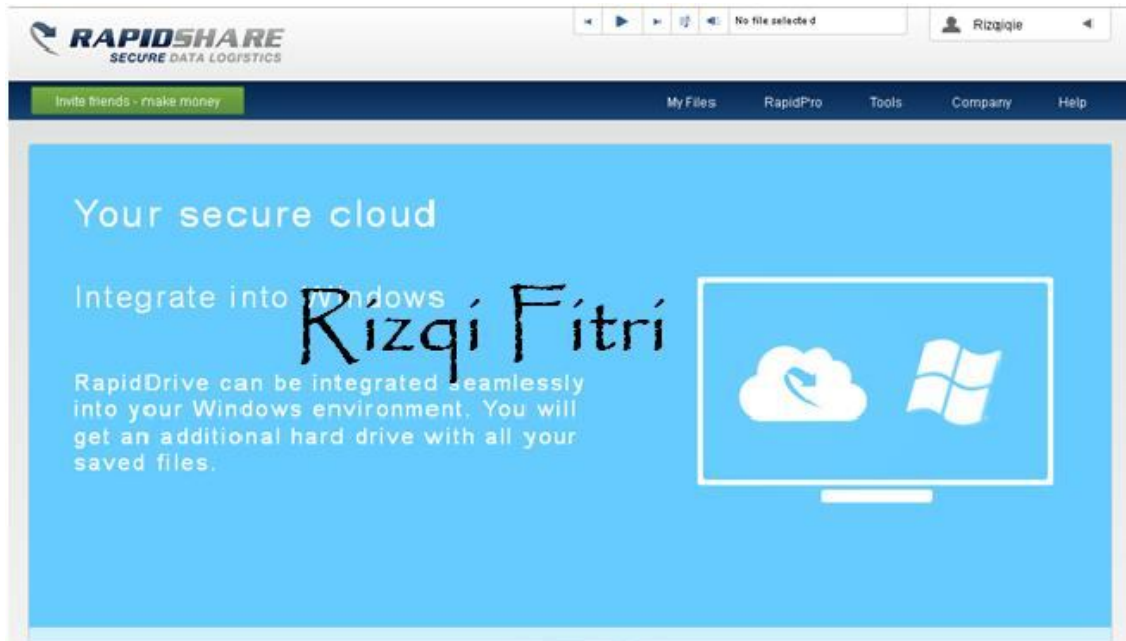 RAPIDSHARE
SECURE DATA LOGISTICS
No file selected
Rizqiqie
Invite friends - make money
My Files RapidPro Tools Company Help
Your secure cloud
Integrate into Windows
Rizqi Fitri
RapidDrive can be integrated seamlessly
into your Windows environment. You will
get an additional hard drive with all your
saved files.